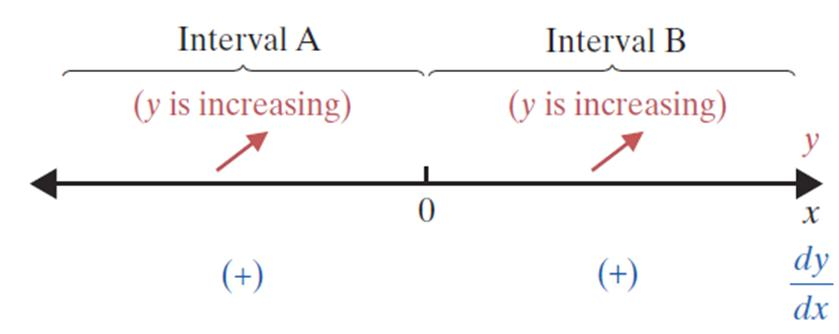 Interval A Interval B
(y is increasing) (y is increasing)
y
0 x
(+) (+) dy
dx